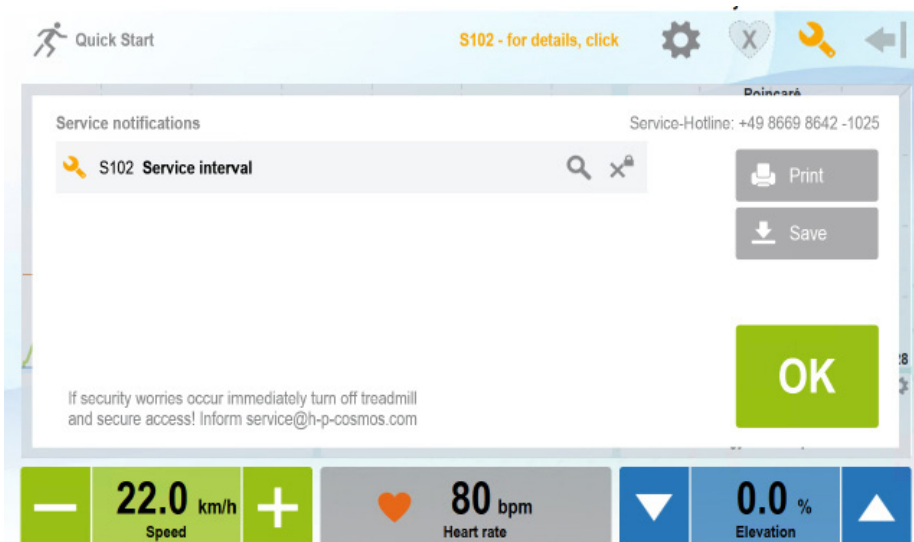 Quick Start
S102 - for details, click
X
Poincaré
Service notifications
Service-Hotline: +49 8669 8642 -1025
S102 Service interval
Print
Save
OK
If security worries occur immediately turn off treadmill
and secure access! Inform service@h-p-cosmos.com
22.0 km/h
Speed
80 bpm
Heart rate
0.0 %
Elevation